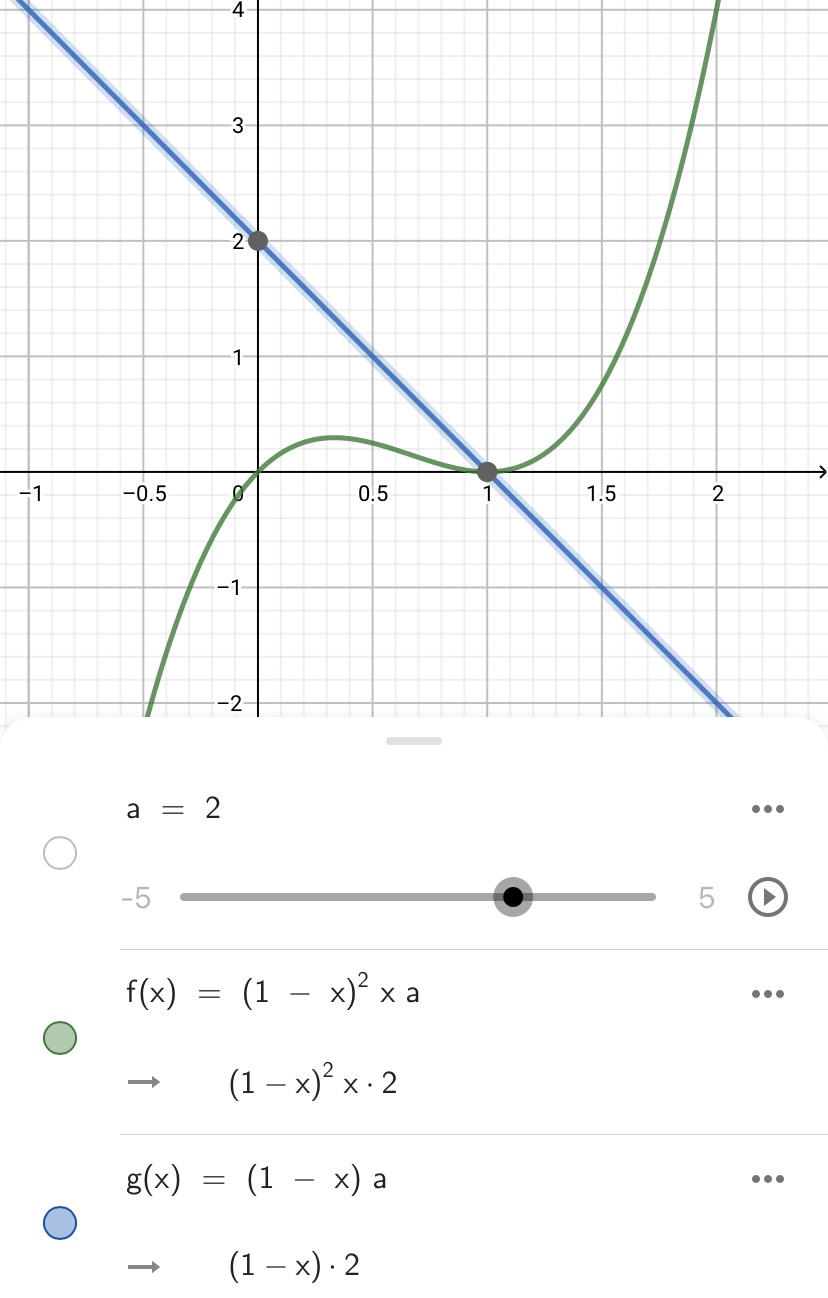 4
3
2
1
−1 −0.5 0 0.5 1 1.5 2
−1
−2
a = 2
-5 5
f(x) = (1 − x)² x a
→ (1 − x)² x · 2
g(x) = (1 − x) a
→ (1 − x) · 2